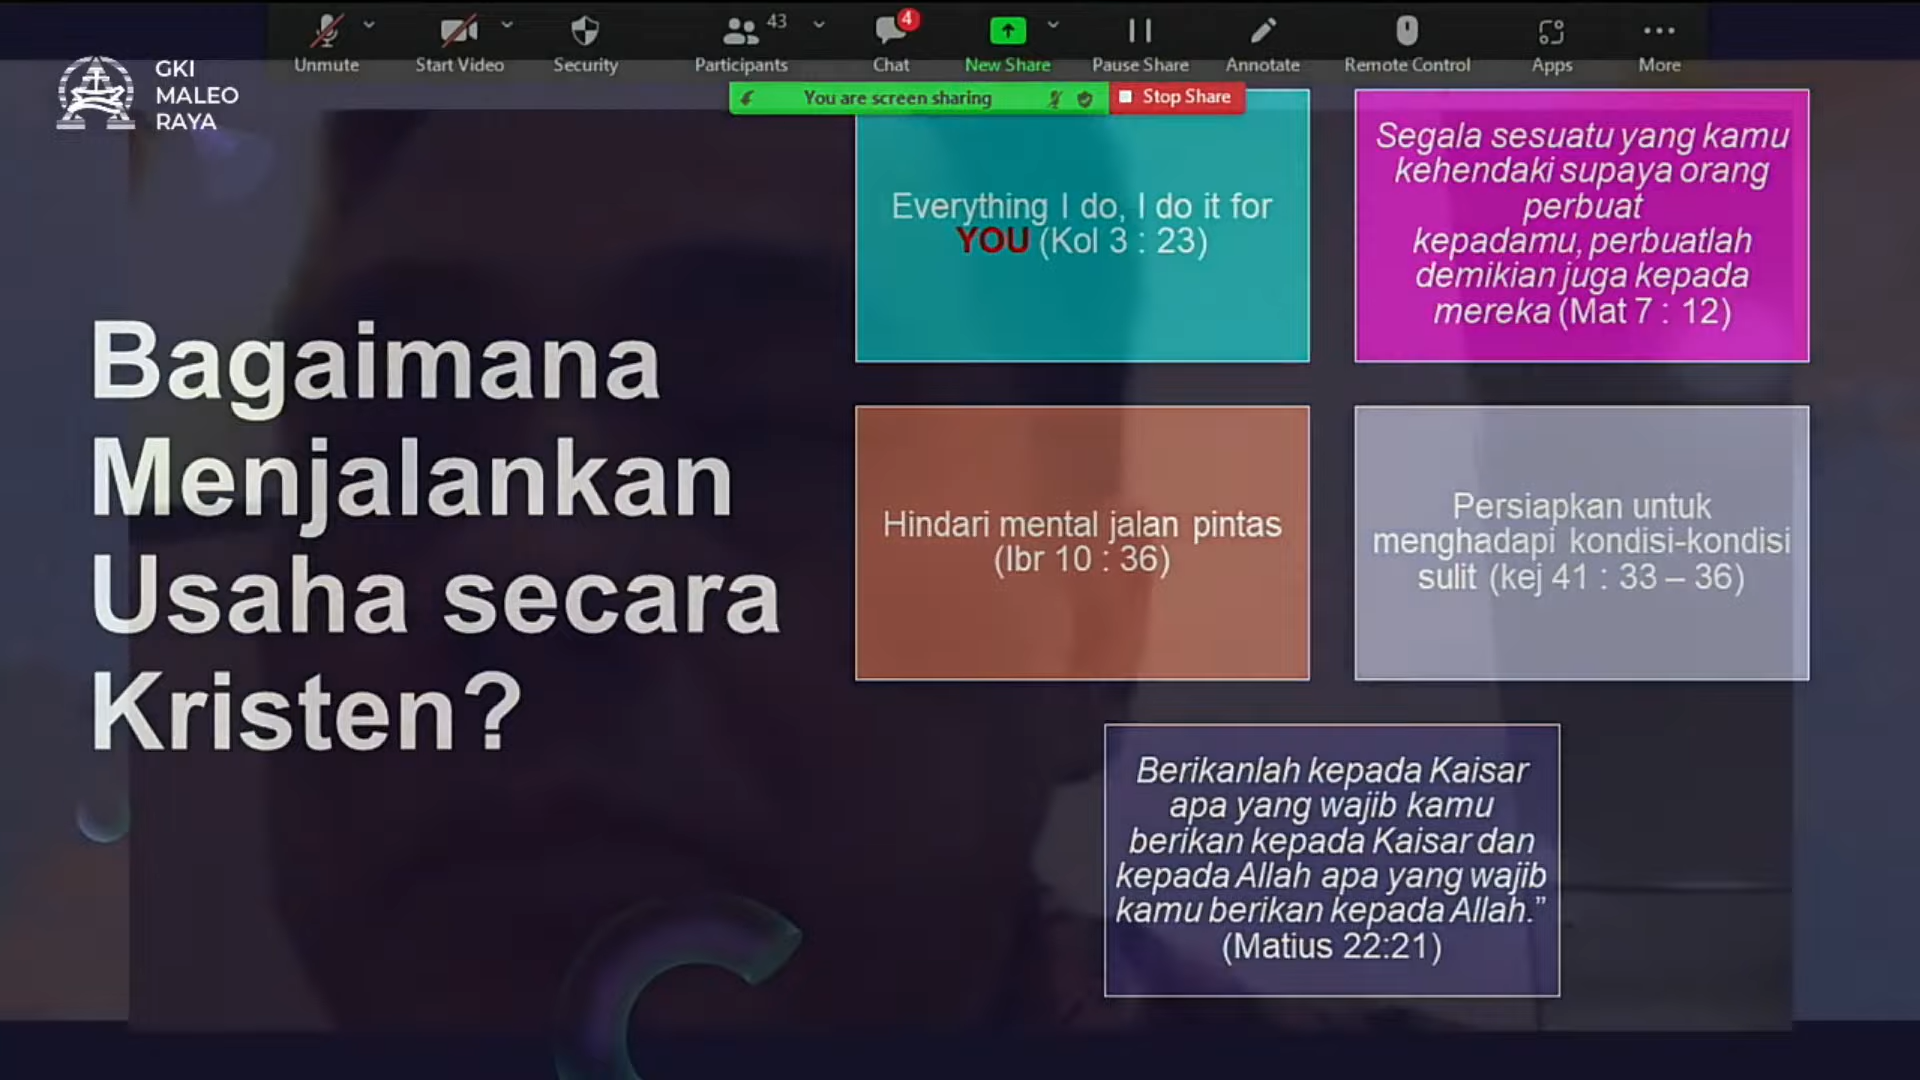 Unmute
Start Video
Security
43
Participants
4
Chat
New Share
Pause Share
Annotate
Remote Control
Apps
More
You are screen sharing
Stop Share
GKI
MALEO
RAYA
Bagaimana
Menjalankan
Usaha secara
Kristen?
Everything I do, I do it for
YOU (Kol 3 : 23)
Segala sesuatu yang kamu
kehendaki supaya orang
perbuat
kepadamu, perbuatlah
demikian juga kepada
mereka (Mat 7 : 12)
Hindari mental jalan pintas
(Ibr 10 : 36)
Persiapkan untuk
menghadapi kondisi-kondisi
sulit (kej 41 : 33 – 36)
Berikanlah kepada Kaisar
apa yang wajib kamu
berikan kepada Kaisar dan
kepada Allah apa yang wajib
kamu berikan kepada Allah.”
(Matius 22:21)